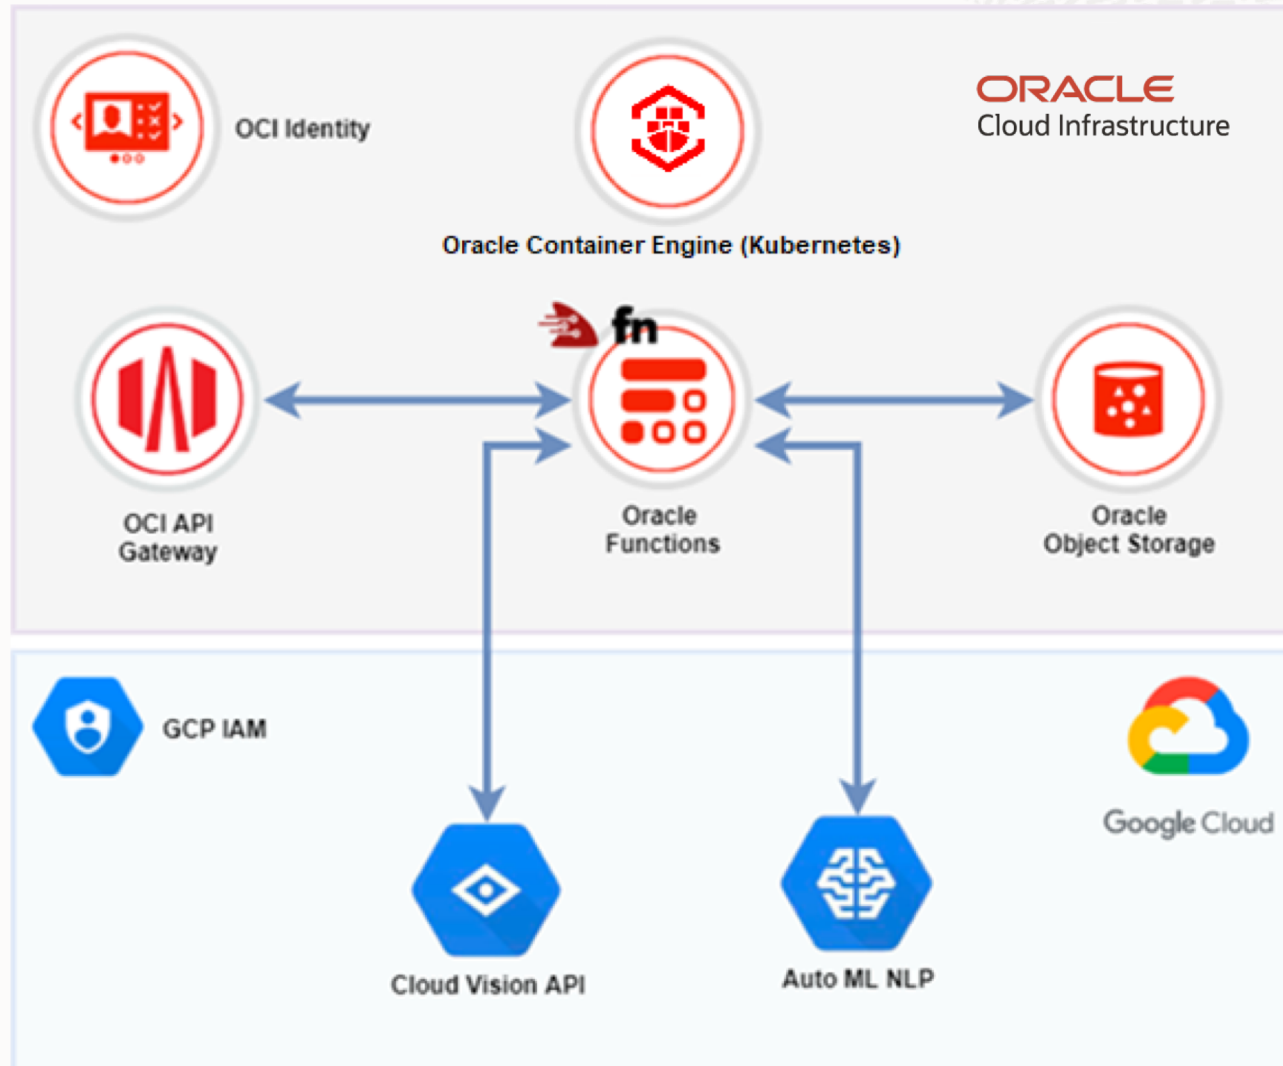 OCI Identity
ORACLE
Cloud Infrastructure
Oracle Container Engine (Kubernetes)
fn
OCI API
Gateway
Oracle
Functions
Oracle
Object Storage
GCP IAM
Google Cloud
Cloud Vision API
Auto ML NLP